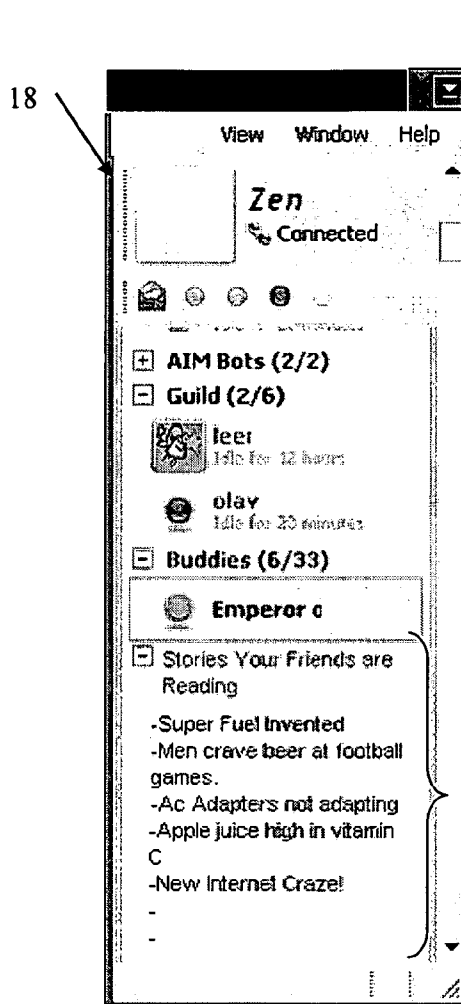 18
View Window Help
Zen
Connected
AIM Bots (2/2)
Guild (2/6)
leer
Idle for 12 hours
olav
Idle for 20 minutes
Buddies (6/33)
Emperor c
Stories Your Friends are
Reading
-Super Fuel Invented
-Men crave beer at football
games.
-Ac Adapters not adapting
-Apple juice high in vitamin
C
-New Internet Craze!
-
-